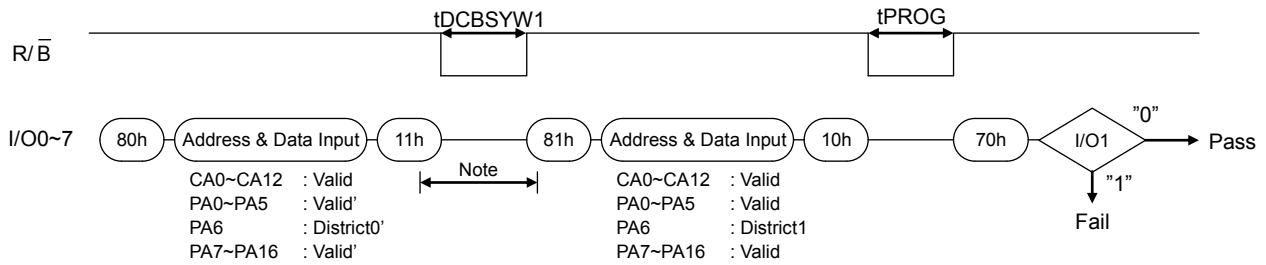 tDCBSYW1
tPROG
R/B̅
I/O0~7
80h
Address & Data Input
11h
81h
Address & Data Input
10h
70h
I/O1
"0"
Pass
"1"
Fail
Note
CA0~CA12 : Valid
PA0~PA5 : Valid'
PA6 : District0'
PA7~PA16 : Valid'
CA0~CA12 : Valid
PA0~PA5 : Valid
PA6 : District1
PA7~PA16 : Valid